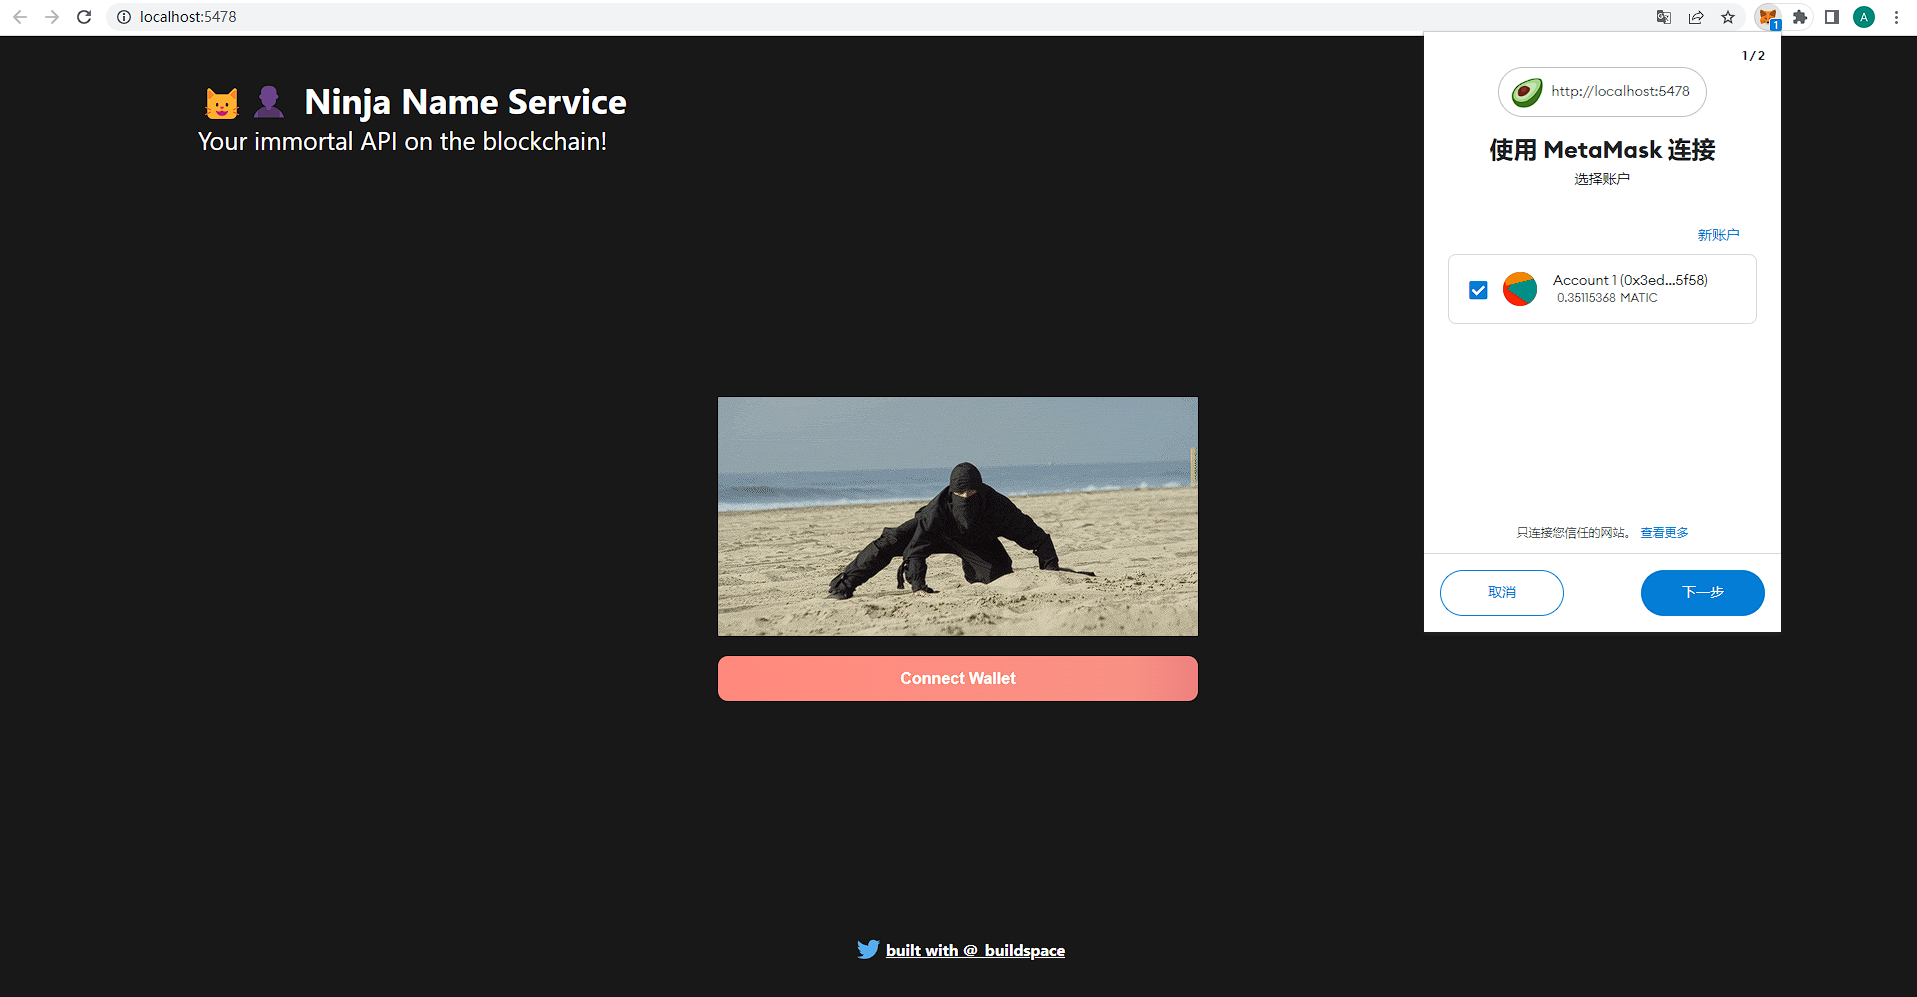 localhost:5478
1
A
Ninja Name Service
Your immortal API on the blockchain!
Connect Wallet
built with @_buildspace
1 / 2
http://localhost:5478
使用 MetaMask 连接
选择账户
新账户
Account 1 (0x3ed...5f58)
0.35115368 MATIC
只连接您信任的网站。 查看更多
取消
下一步